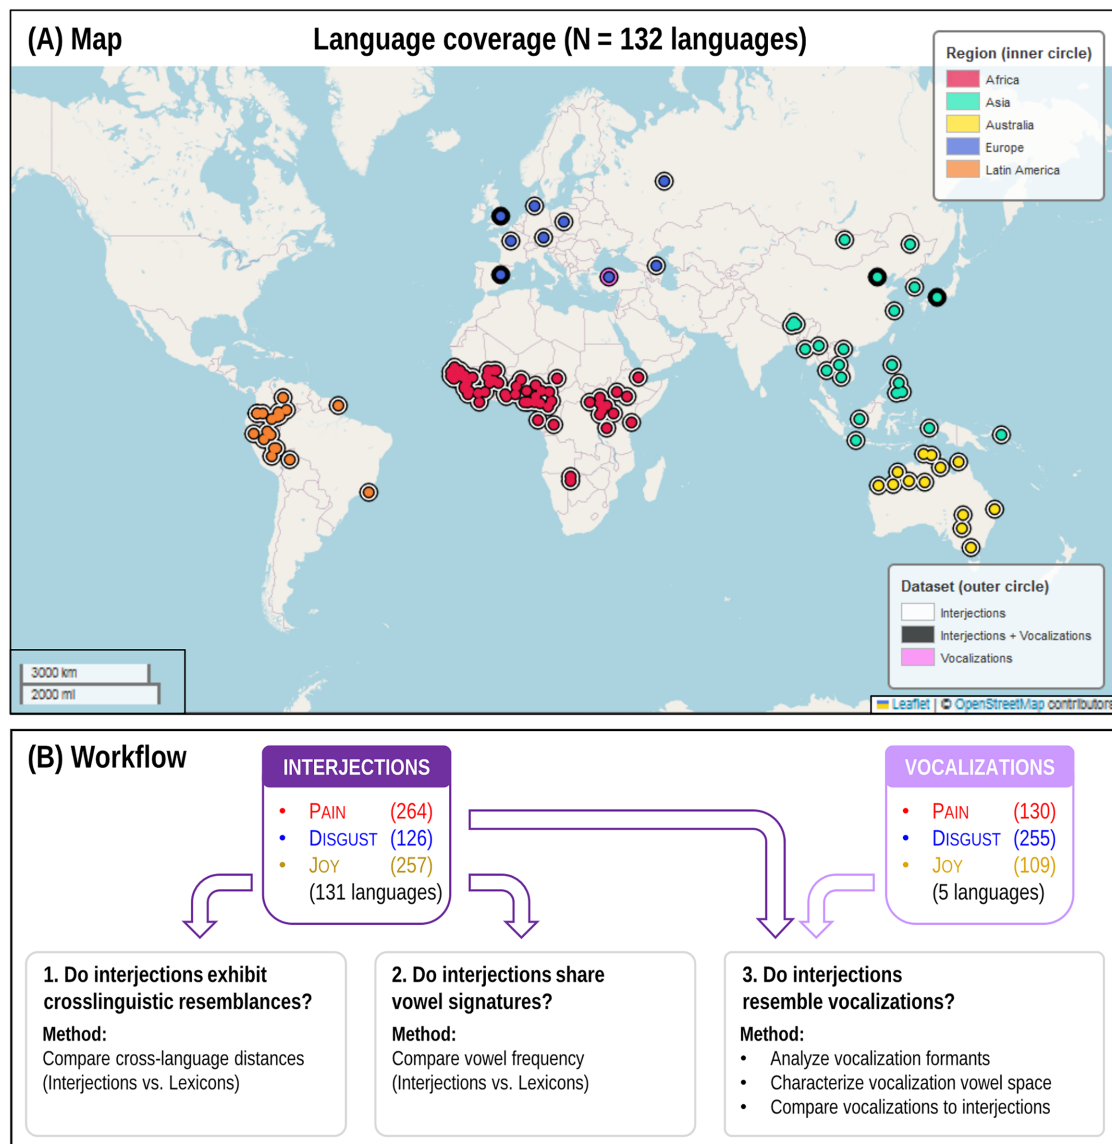 (A) Map
Language coverage (N = 132 languages)
Region (inner circle)
Africa
Asia
Australia
Europe
Latin America
Dataset (outer circle)
Interjections
Interjections + Vocalizations
Vocalizations
3000 km
2000 mi
Leaflet | © OpenStreetMap contributors
(B) Workflow
INTERJECTIONS
• PAIN (264)
• DISGUST (126)
• JOY (257)
(131 languages)
VOCALIZATIONS
• PAIN (130)
• DISGUST (255)
• JOY (109)
(5 languages)
1. Do interjections exhibit
crosslinguistic resemblances?
Method:
Compare cross-language distances
(Interjections vs. Lexicons)
2. Do interjections share
vowel signatures?
Method:
Compare vowel frequency
(Interjections vs. Lexicons)
3. Do interjections
resemble vocalizations?
Method:
• Analyze vocalization formants
• Characterize vocalization vowel space
• Compare vocalizations to interjections